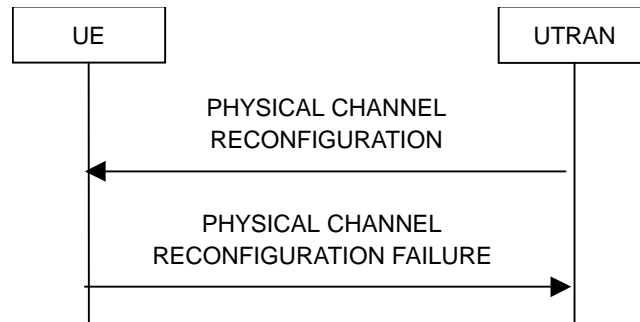 UE
UTRAN
PHYSICAL CHANNEL
RECONFIGURATION
PHYSICAL CHANNEL
RECONFIGURATION FAILURE